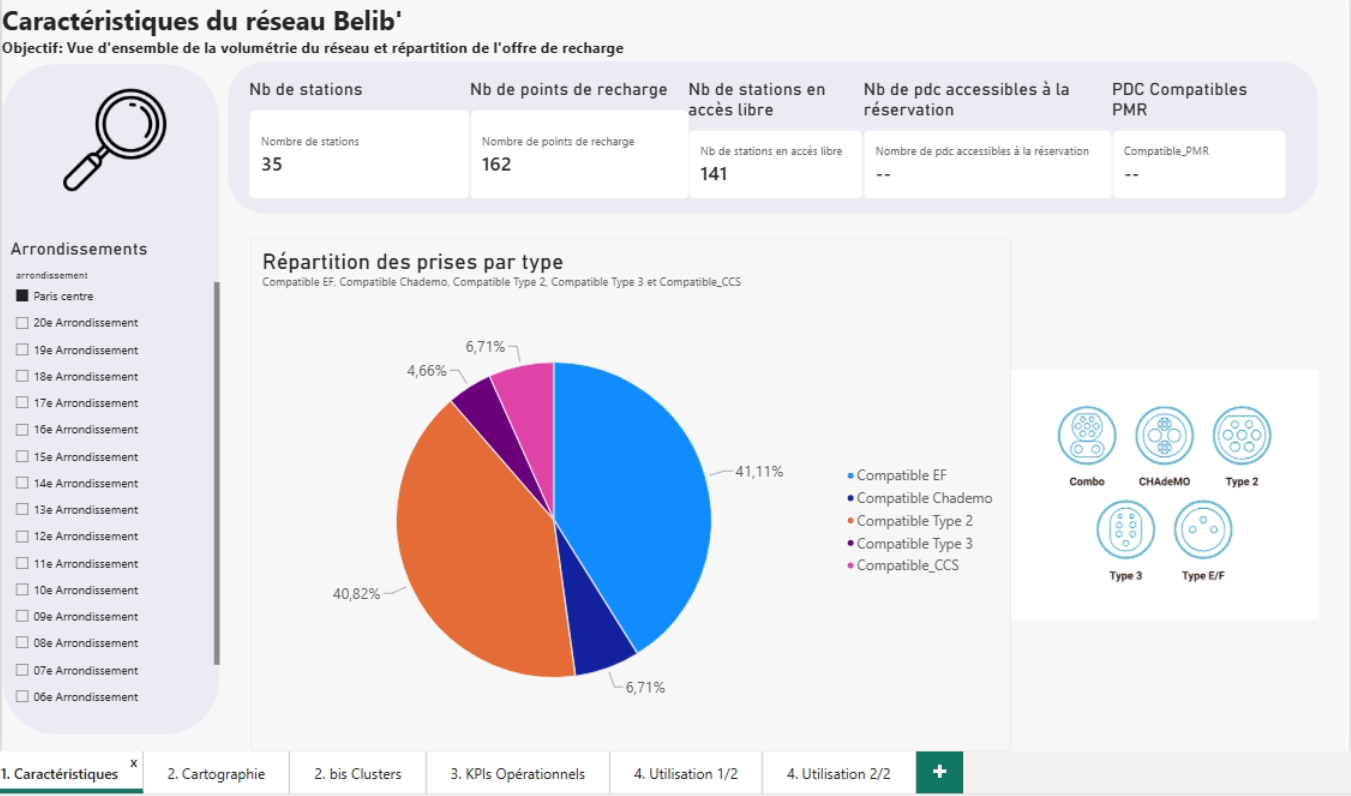 Caractéristiques du réseau Belib'
Objectif: Vue d'ensemble de la volumétrie du réseau et répartition de l'offre de recharge
Nb de stations
Nombre de stations
35
Nb de points de recharge
Nombre de points de recharge
162
Nb de stations en
accès libre
Nb de stations en accès libre
141
Nb de pdc accessibles à la
réservation
Nombre de pdc accessibles à la réservation
--
PDC Compatibles
PMR
Compatible_PMR
--
Arrondissements
arrondissement
Paris centre
20e Arrondissement
19e Arrondissement
18e Arrondissement
17e Arrondissement
16e Arrondissement
15e Arrondissement
14e Arrondissement
13e Arrondissement
12e Arrondissement
11e Arrondissement
10e Arrondissement
09e Arrondissement
08e Arrondissement
07e Arrondissement
06e Arrondissement
Répartition des prises par type
Compatible EF, Compatible Chademo, Compatible Type 2, Compatible Type 3 et Compatible_CCS
6,71%
4,66%
41,11%
40,82%
6,71%
Compatible EF
Compatible Chademo
Compatible Type 2
Compatible Type 3
Compatible_CCS
Combo
CHAdeMO
Type 2
Type 3
Type E/F
1. Caractéristiques x
2. Cartographie
2. bis Clusters
3. KPIs Opérationnels
4. Utilisation 1/2
4. Utilisation 2/2
+